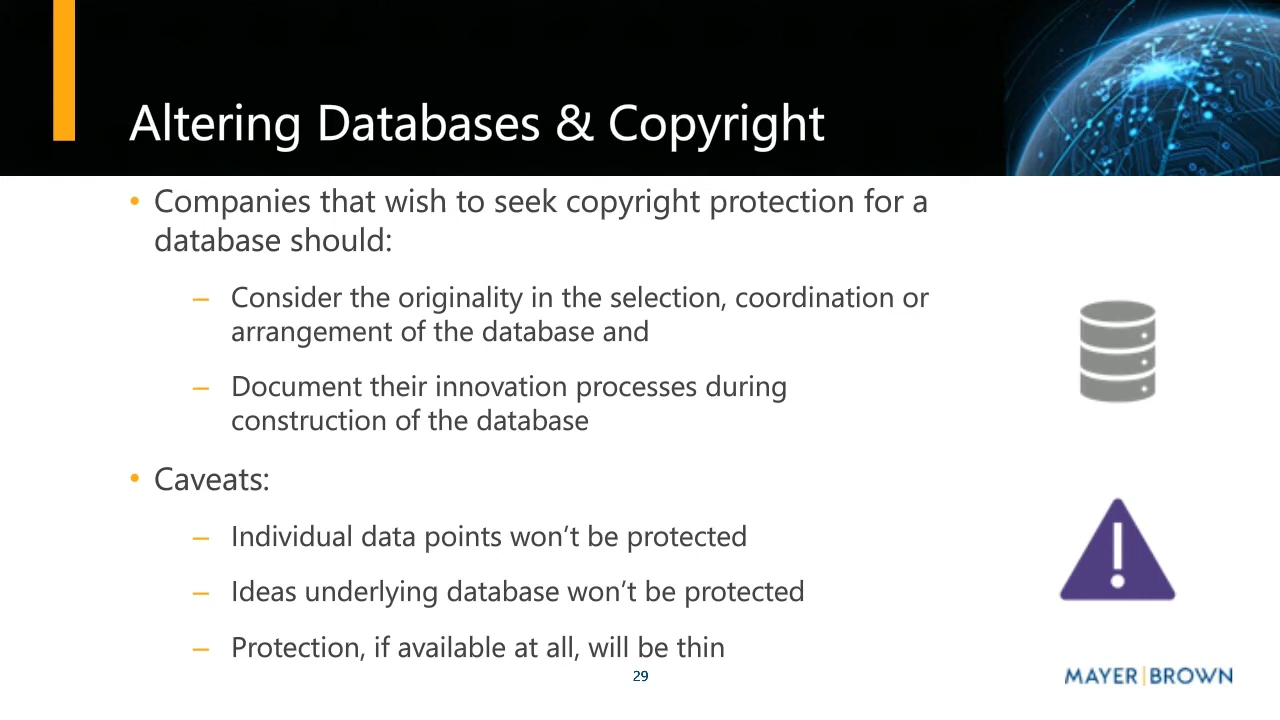 Altering Databases & Copyright
• Companies that wish to seek copyright protection for a
database should:
– Consider the originality in the selection, coordination or
arrangement of the database and
– Document their innovation processes during
construction of the database
• Caveats:
– Individual data points won’t be protected
– Ideas underlying database won’t be protected
– Protection, if available at all, will be thin
29
MAYER|BROWN